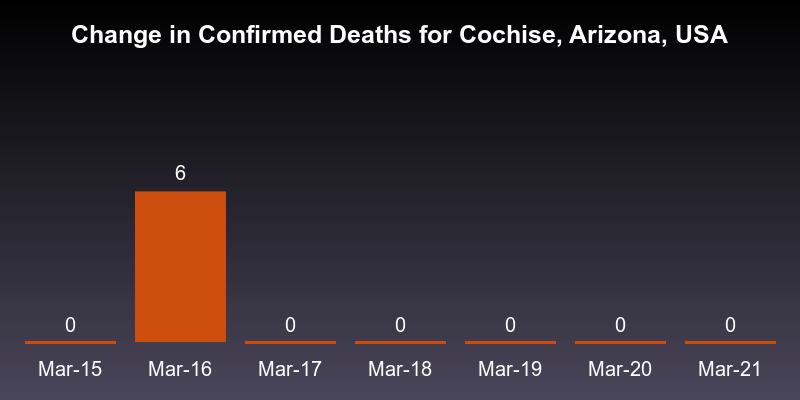 Change in Confirmed Deaths for Cochise, Arizona, USA
6
0 0 0 0 0 0
Mar-15 Mar-16 Mar-17 Mar-18 Mar-19 Mar-20 Mar-21